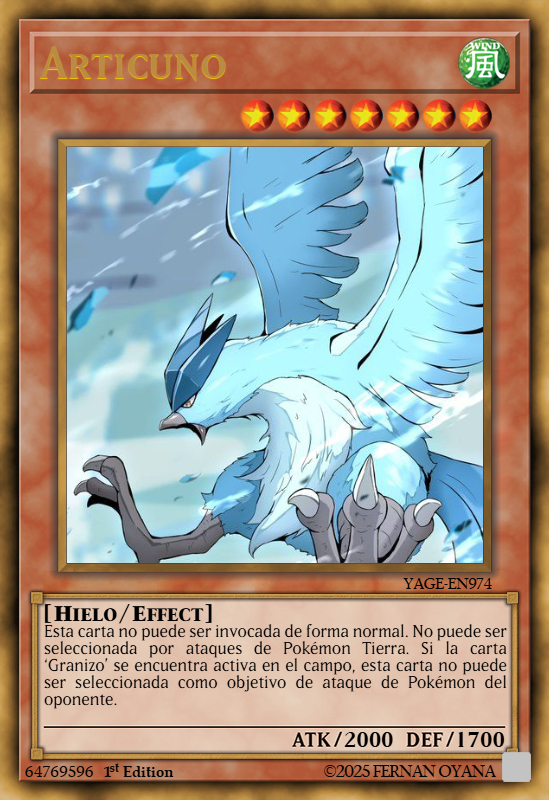 Articuno
WIND
風
YAGE-EN974
[Hielo/Effect]
Esta carta no puede ser invocada de forma normal. No puede ser
seleccionada por ataques de Pokémon Tierra. Si la carta
‘Granizo’ se encuentra activa en el campo, esta carta no puede
ser seleccionada como objetivo de ataque de Pokémon del
oponente.
ATK/2000 DEF/1700
64769596 1st Edition ©2025 FERNAN OYANA